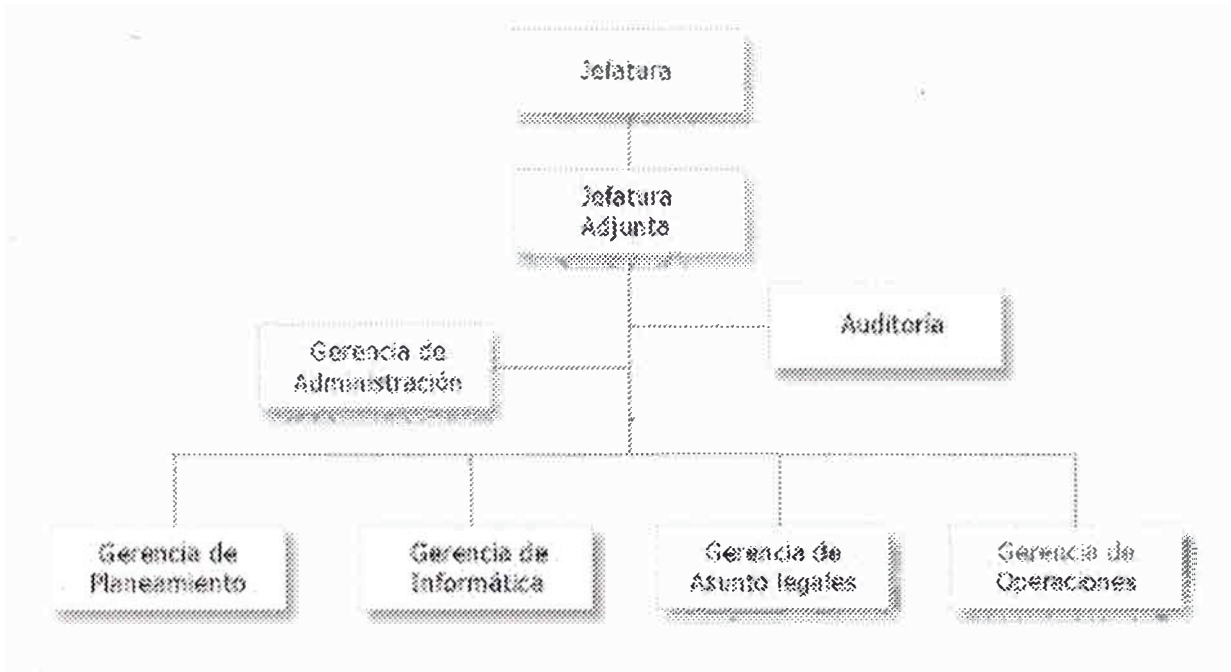 Jefatura
Jefatura
Adjunta
Auditoría
Gerencia de
Administración
Gerencia de
Planeamiento
Gerencia de
Informática
Gerencia de
Asunto legales
Gerencia de
Operaciones